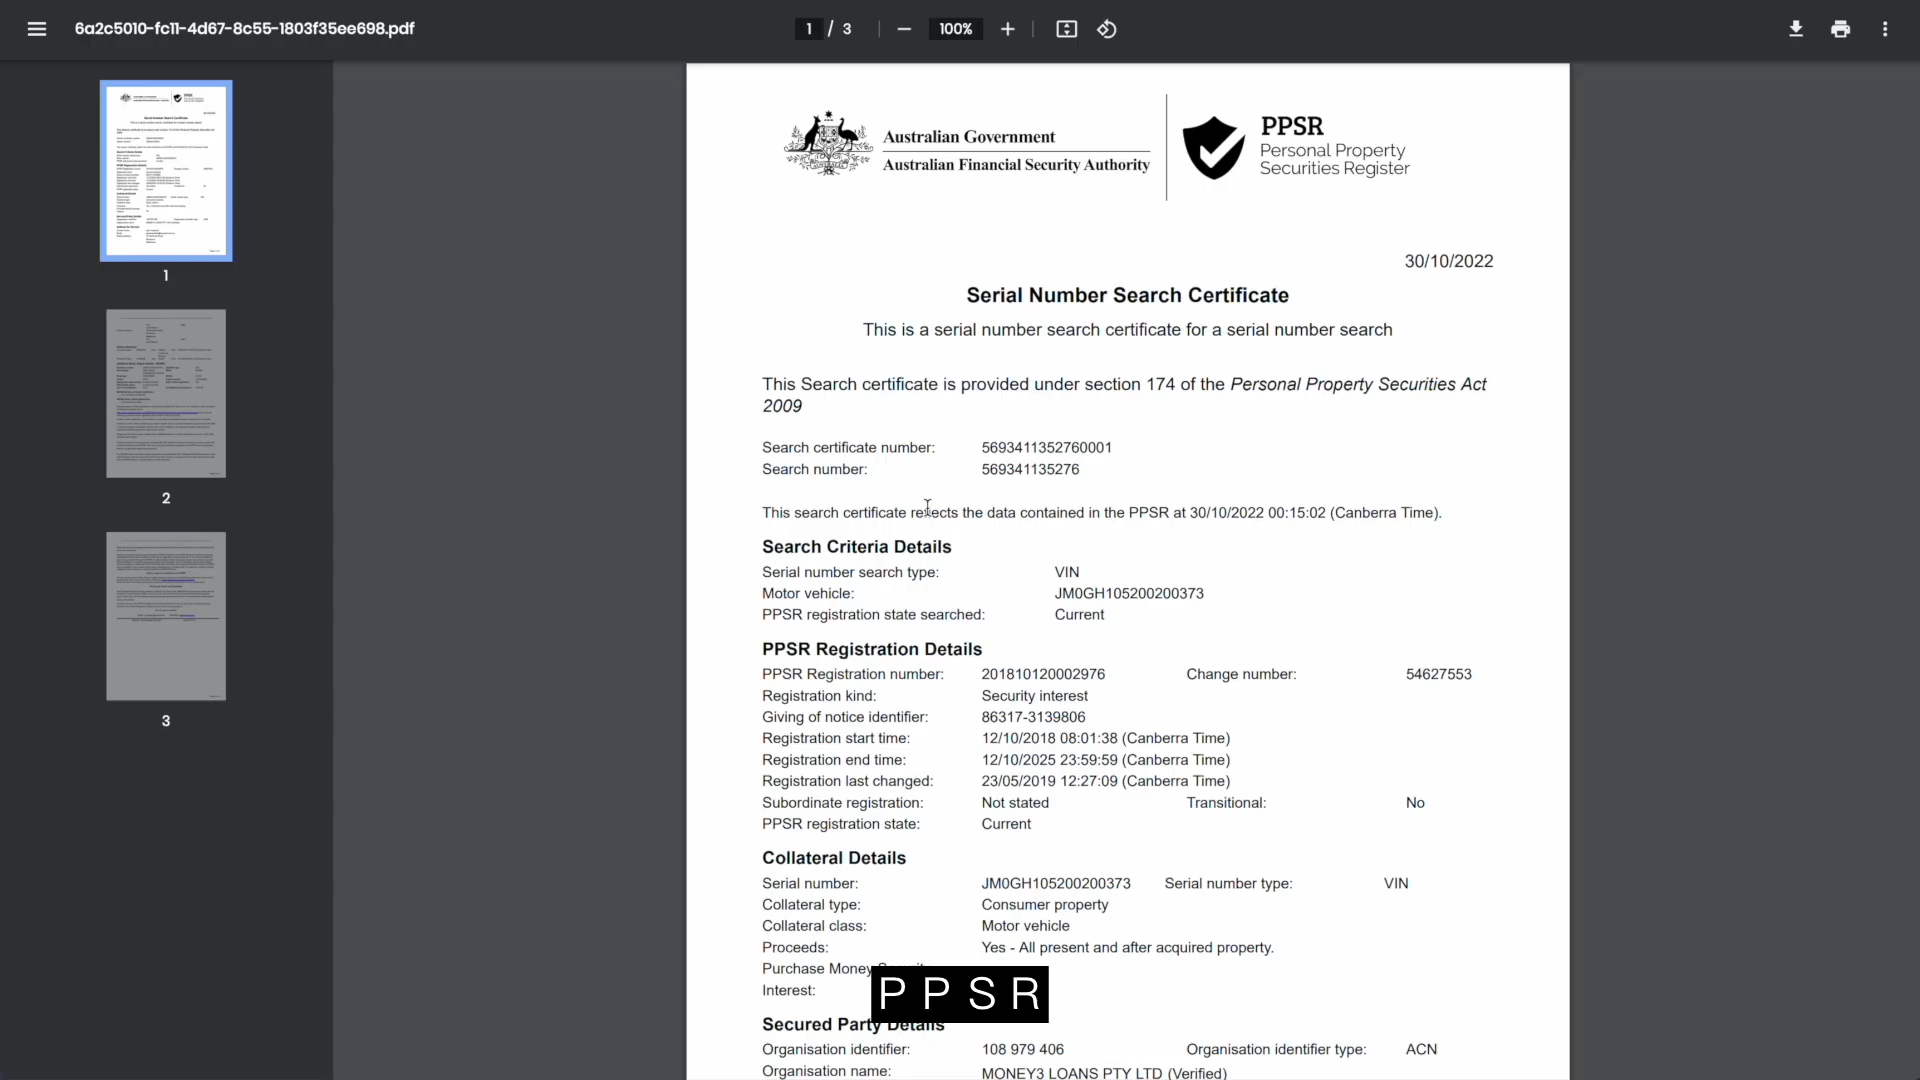 6a2c5010-fc11-4d67-8c55-1803f35ee698.pdf
1 / 3
100%
1
2
3
Australian Government
Australian Financial Security Authority
PPSR
Personal Property
Securities Register
30/10/2022
Serial Number Search Certificate
This is a serial number search certificate for a serial number search
This Search certificate is provided under section 174 of the Personal Property Securities Act
2009
Search certificate number: 5693411352760001
Search number: 569341135276
This search certificate reflects the data contained in the PPSR at 30/10/2022 00:15:02 (Canberra Time).
Search Criteria Details
Serial number search type: VIN
Motor vehicle: JM0GH105200200373
PPSR registration state searched: Current
PPSR Registration Details
PPSR Registration number: 201810120002976 Change number: 54627553
Registration kind: Security interest
Giving of notice identifier: 86317-3139806
Registration start time: 12/10/2018 08:01:38 (Canberra Time)
Registration end time: 12/10/2025 23:59:59 (Canberra Time)
Registration last changed: 23/05/2019 12:27:09 (Canberra Time)
Subordinate registration: Not stated Transitional: No
PPSR registration state: Current
Collateral Details
Serial number: JM0GH105200200373 Serial number type: VIN
Collateral type: Consumer property
Collateral class: Motor vehicle
Proceeds: Yes - All present and after acquired property.
Purchase Money
Interest:
PPSR
Secured Party Details
Organisation identifier: 108 979 406 Organisation identifier type: ACN
Organisation name: MONEY3 LOANS PTY LTD (Verified)